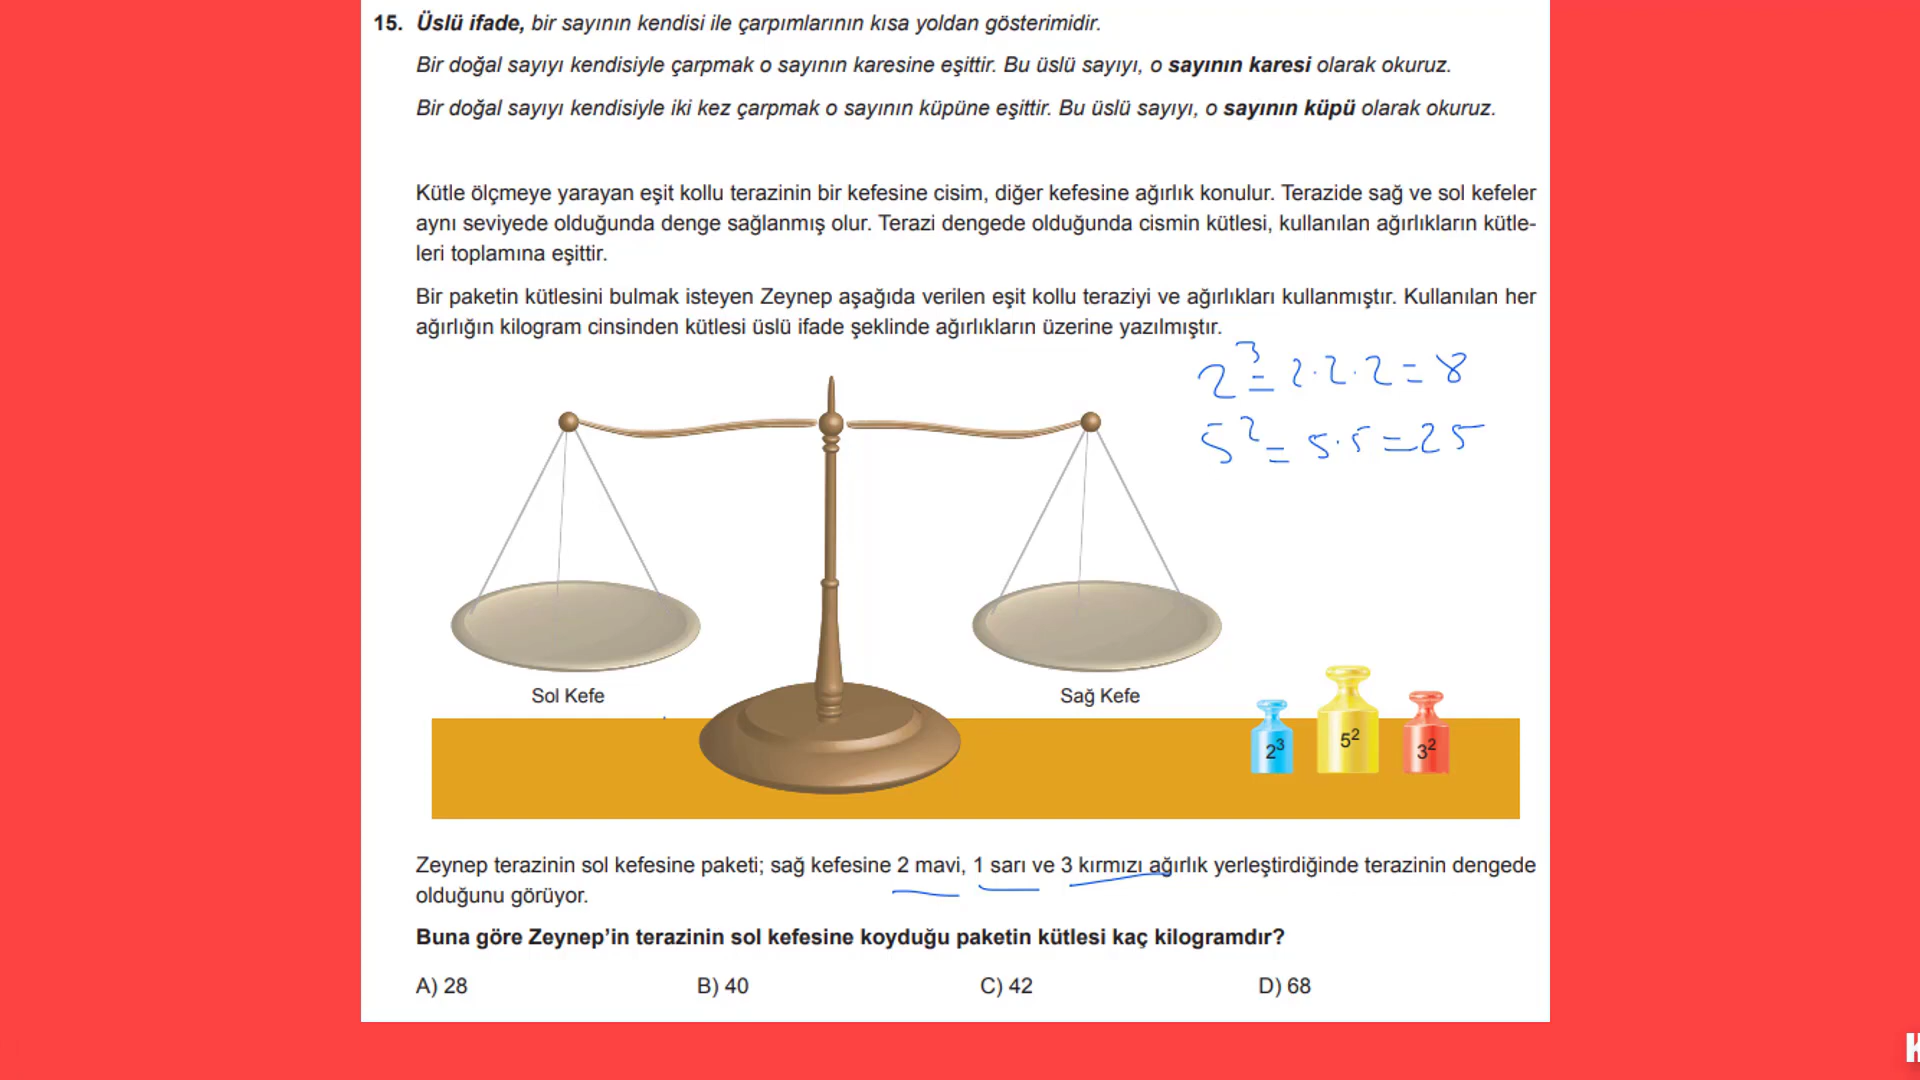 15. Üslü ifade, bir sayının kendisi ile çarpımlarının kısa yoldan gösterimidir.
Bir doğal sayıyı kendisiyle çarpmak o sayının karesine eşittir. Bu üslü sayıyı, o sayının karesi olarak okuruz.
Bir doğal sayıyı kendisiyle iki kez çarpmak o sayının küpüne eşittir. Bu üslü sayıyı, o sayının küpü olarak okuruz.
Kütle ölçmeye yarayan eşit kollu terazinin bir kefesine cisim, diğer kefesine ağırlık konulur. Terazide sağ ve sol kefeler
aynı seviyede olduğunda denge sağlanmış olur. Terazi dengede olduğunda cismin kütlesi, kullanılan ağırlıkların kütle-
leri toplamına eşittir.
Bir paketin kütlesini bulmak isteyen Zeynep aşağıda verilen eşit kollu teraziyi ve ağırlıkları kullanmıştır. Kullanılan her
ağırlığın kilogram cinsinden kütlesi üslü ifade şeklinde ağırlıkların üzerine yazılmıştır.
2³ = 2·2·2 = 8
5² = 5·5 = 25
Sol Kefe
Sağ Kefe
2³ 5² 3²
Zeynep terazinin sol kefesine paketi; sağ kefesine 2 mavi, 1 sarı ve 3 kırmızı ağırlık yerleştirdiğinde terazinin dengede
olduğunu görüyor.
Buna göre Zeynep’in terazinin sol kefesine koyduğu paketin kütlesi kaç kilogramdır?
A) 28 B) 40 C) 42 D) 68